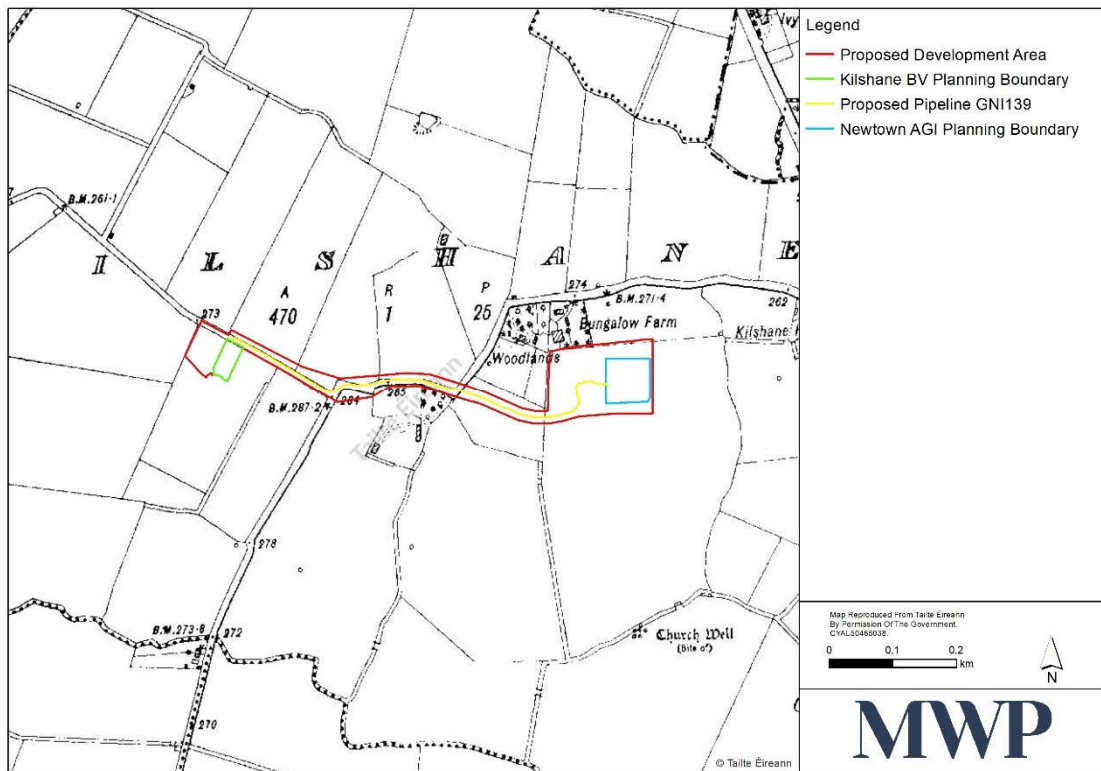 Legend
Proposed Development Area
Kilshane BV Planning Boundary
Proposed Pipeline GNI139
Newtown AGI Planning Boundary
B.M.261·1
I L S H A N E
273
A
470
R
1
P
25
274
B.M.271·4
262
Bungalow Farm
Kilshane
Woodlands
285
B.M.287·2
284
Tailte Éireann
278
B.M.273·8
272
270
Church Well
(Site of)
Map Reproduced From Tailte Éireann
By Permission Of The Government.
CYAL50465038.
0 0.1 0.2
km
N
MWP
© Tailte Éireann